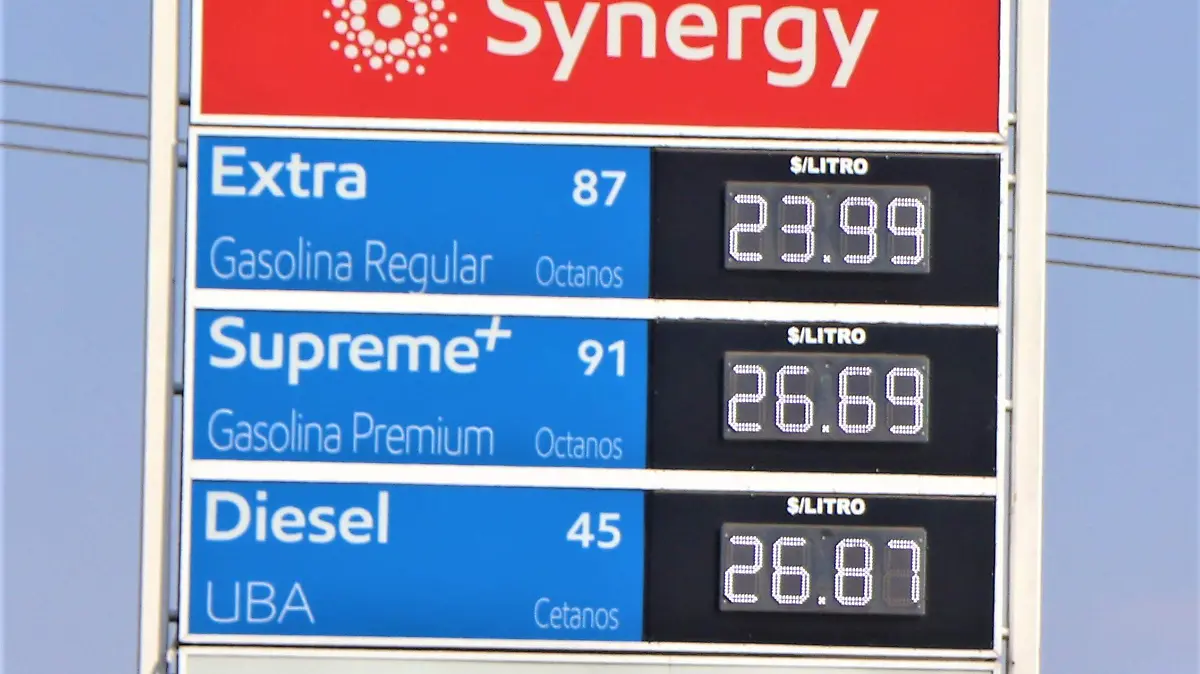 Synergy
Extra 87
Gasolina Regular Octanos
$/LITRO
23.99
Supreme+ 91
Gasolina Premium Octanos
$/LITRO
26.69
Diesel 45
UBA Cetanos
$/LITRO
26.87